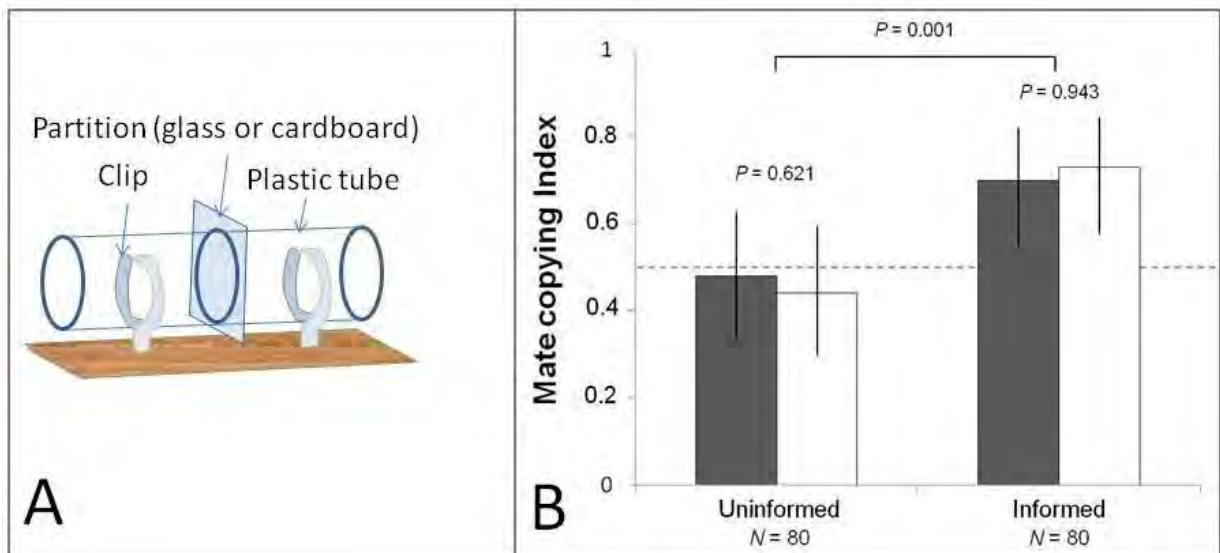 Partition (glass or cardboard)
Clip
Plastic tube
A
P = 0.001
1
P = 0.943
0.8
P = 0.621
0.6
0.4
0.2
0
Mate copying Index
Uninformed
Informed
N = 80
N = 80
B